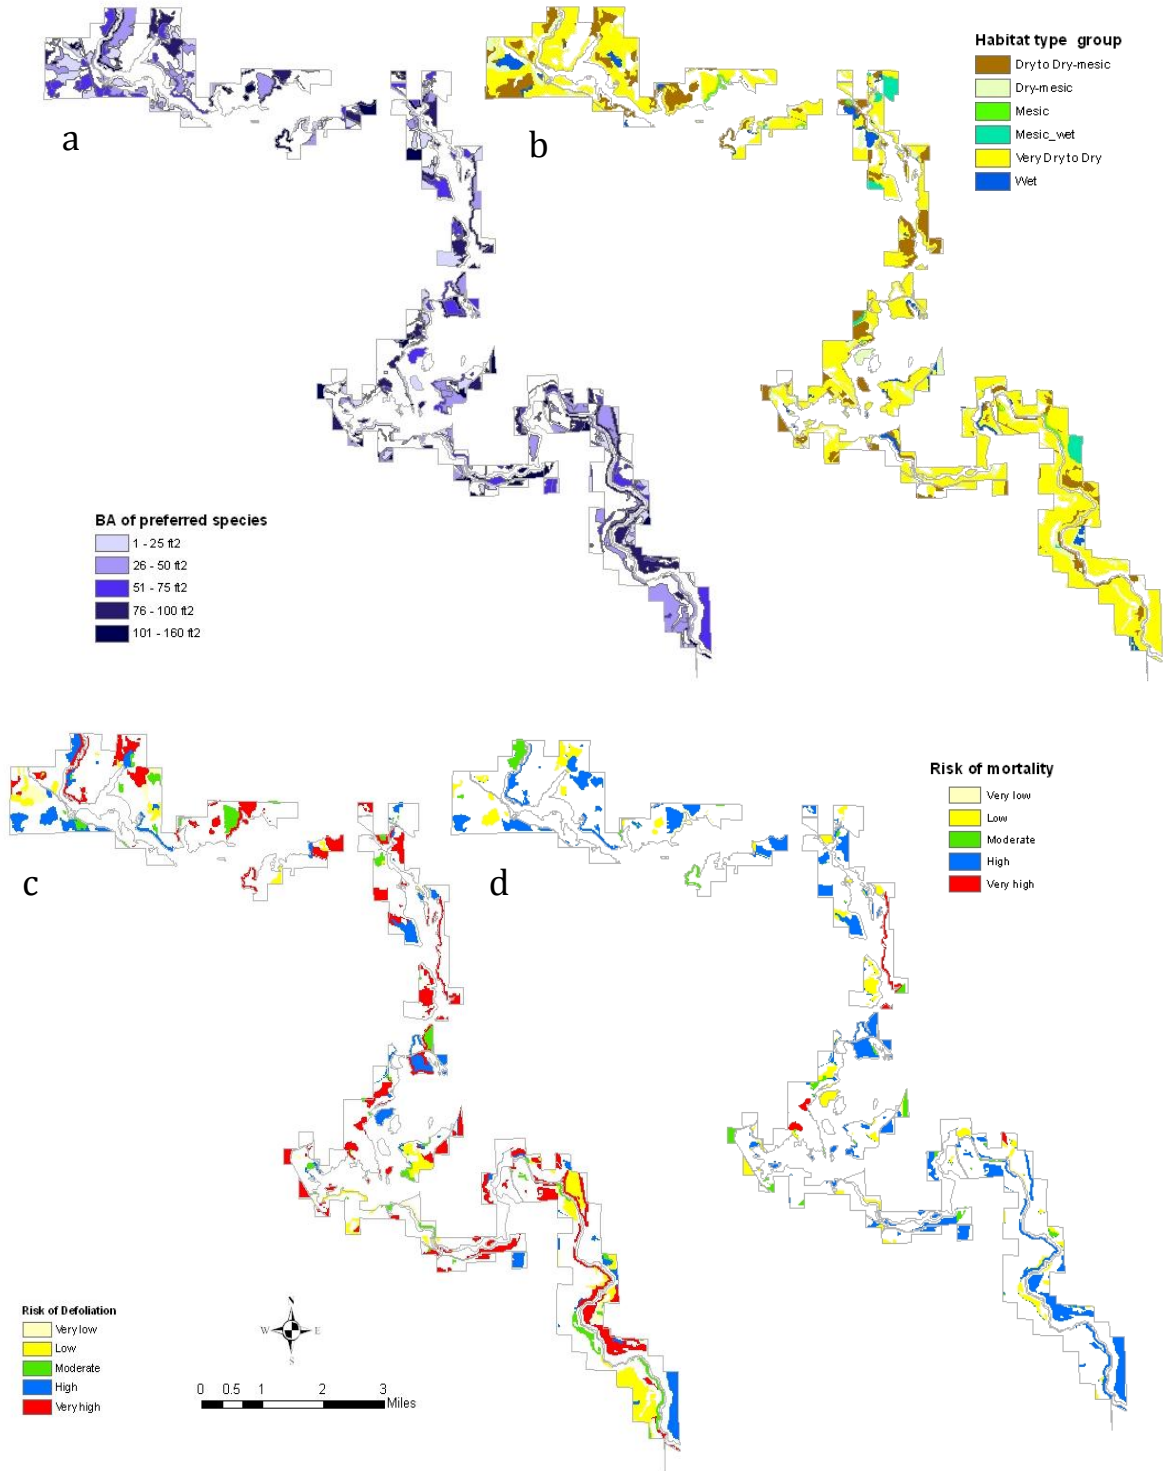 a
b
Habitat type group
Dry to Dry-mesic
Dry-mesic
Mesic
Mesic_wet
Very Dry to Dry
Wet
BA of preferred species
1 - 25 ft2
26 - 50 ft2
51 - 75 ft2
76 - 100 ft2
101 - 160 ft2
c
d
Risk of mortality
Very low
Low
Moderate
High
Very high
Risk of Defoliation
Very low
Low
Moderate
High
Very high
N
W E
S
0 0.5 1 2 3
Miles